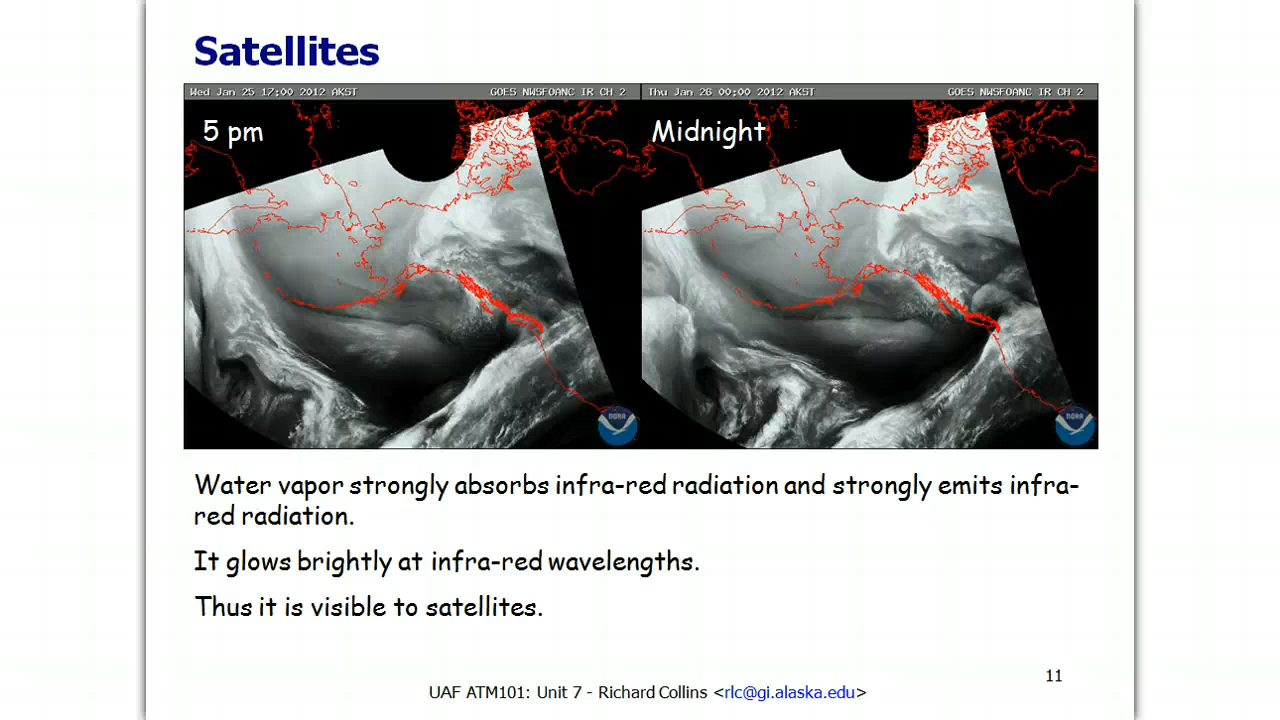 Satellites
Wed Jan 25 17:00 2012 AKST GOES NWSFOANC IR CH 2
Thu Jan 26 00:00 2012 AKST GOES NWSFOANC IR CH 2
5 pm
Midnight
NOAA
NOAA
Water vapor strongly absorbs infra-red radiation and strongly emits infra-
red radiation.
It glows brightly at infra-red wavelengths.
Thus it is visible to satellites.
11
UAF ATM101: Unit 7 - Richard Collins <rlc@gi.alaska.edu>